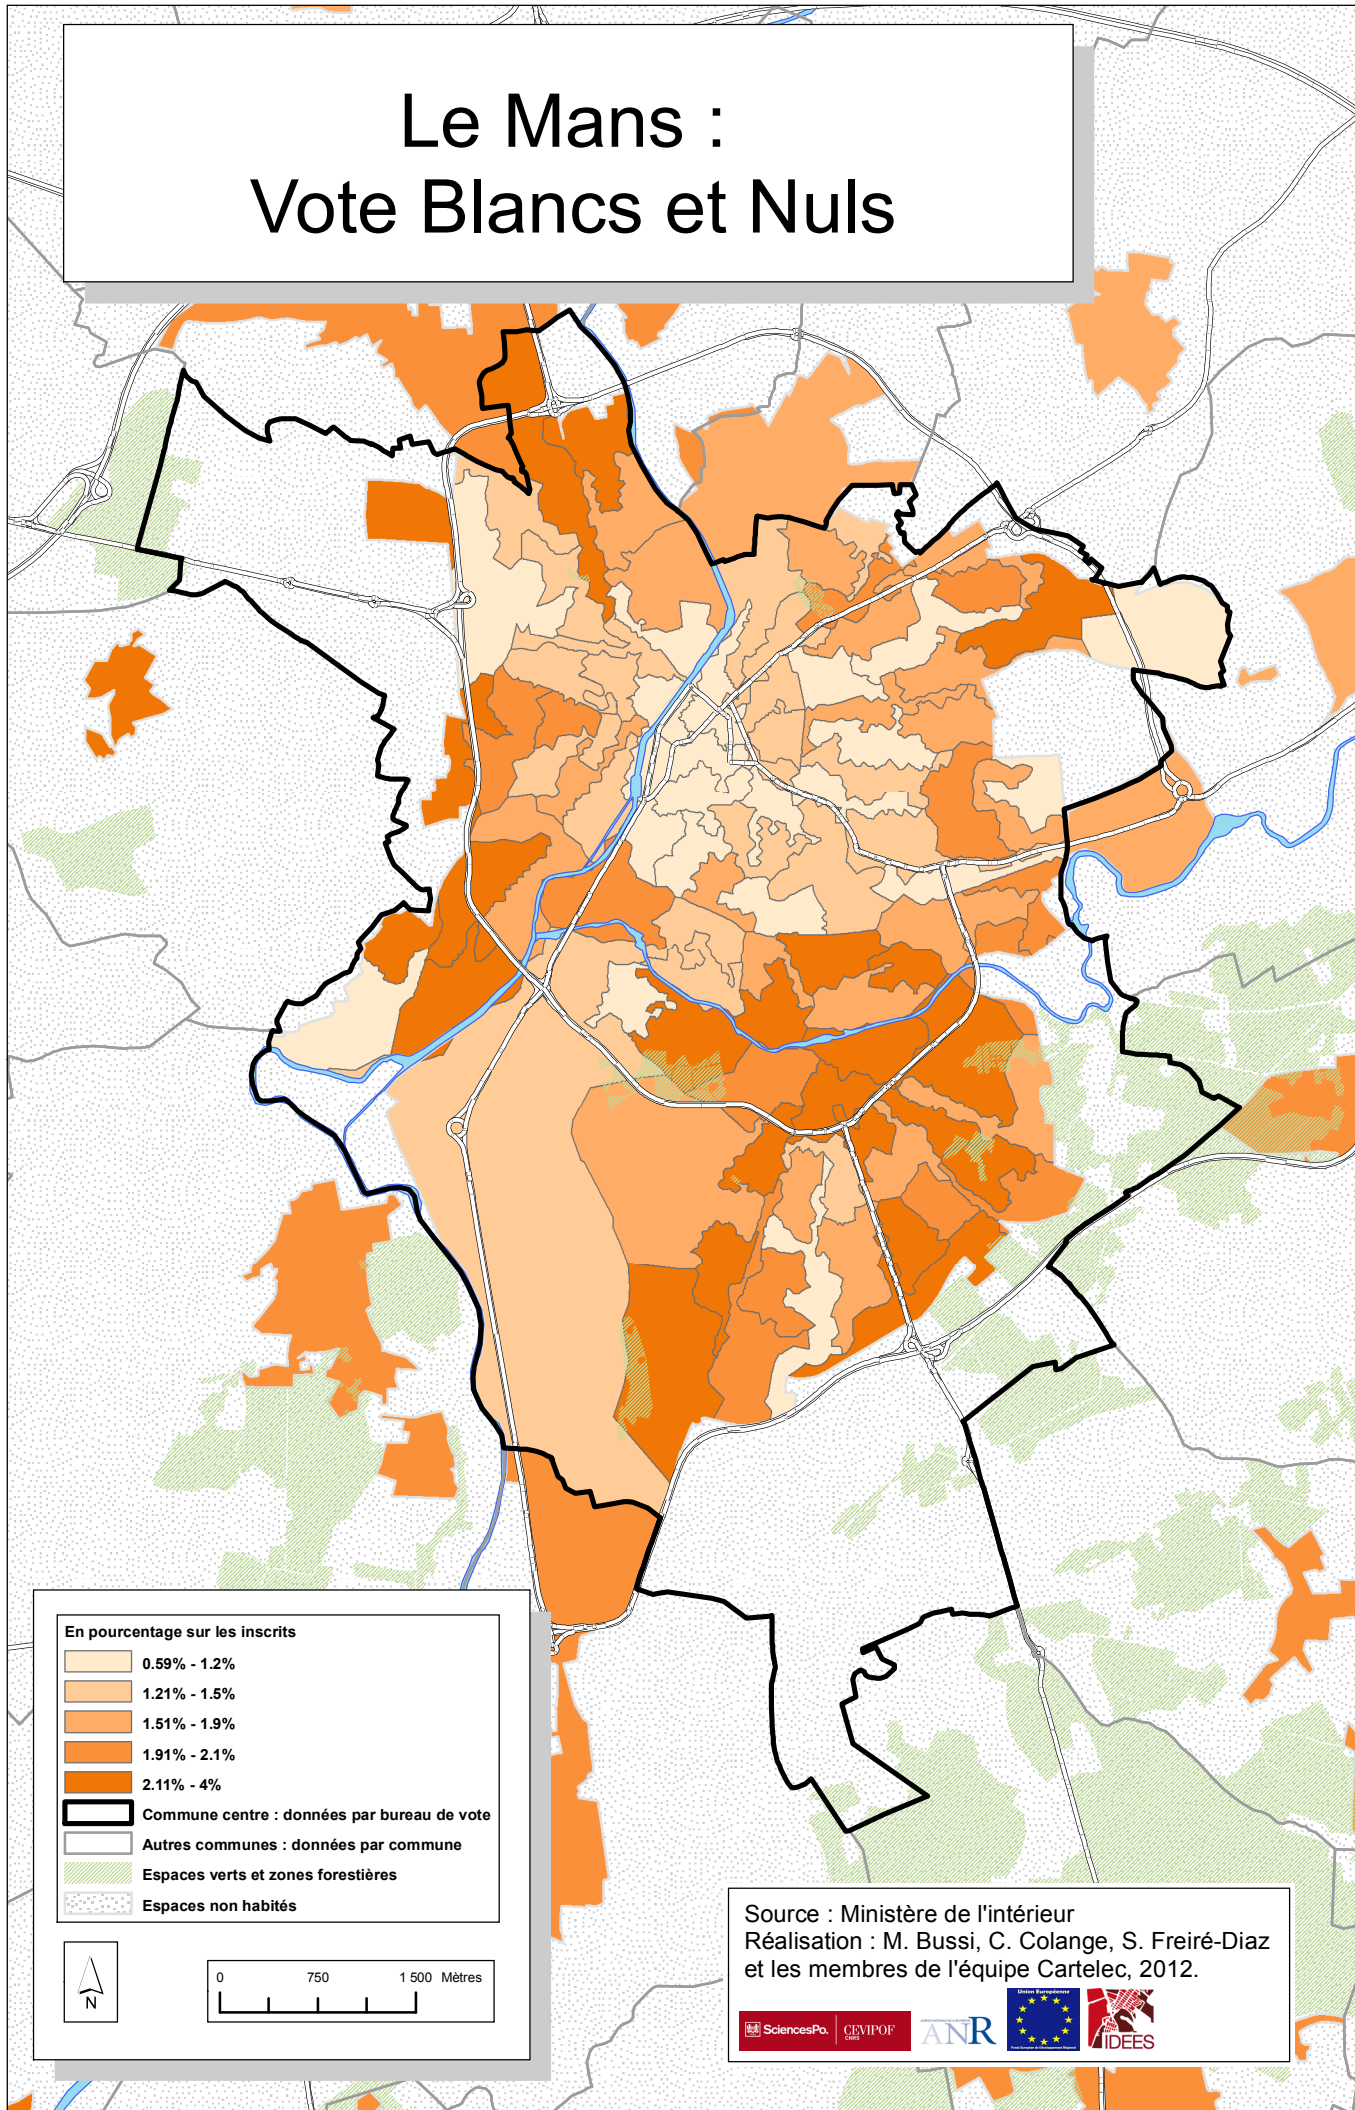 Le Mans :
Vote Blancs et Nuls
En pourcentage sur les inscrits
0.59% - 1.2%
1.21% - 1.5%
1.51% - 1.9%
1.91% - 2.1%
2.11% - 4%
Commune centre : données par bureau de vote
Autres communes : données par commune
Espaces verts et zones forestières
Espaces non habités
N
0 750 1 500 Mètres
Source : Ministère de l'intérieur
Réalisation : M. Bussi, C. Colange, S. Freiré-Diaz
et les membres de l'équipe Cartelec, 2012.
SciencesPo. CEVIPOF
CNRS
ANR
Union Européenne
IDEES